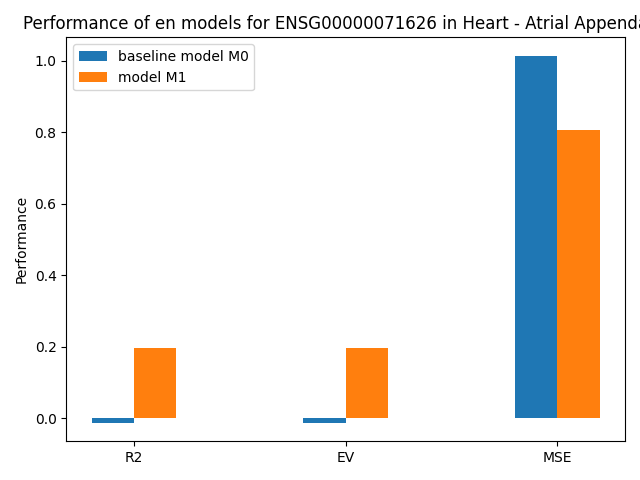 Performance of en models for ENSG00000071626 in Heart - Atrial Appenda
baseline model M0
model M1
Performance
1.0
0.8
0.6
0.4
0.2
0.0
R2 EV MSE